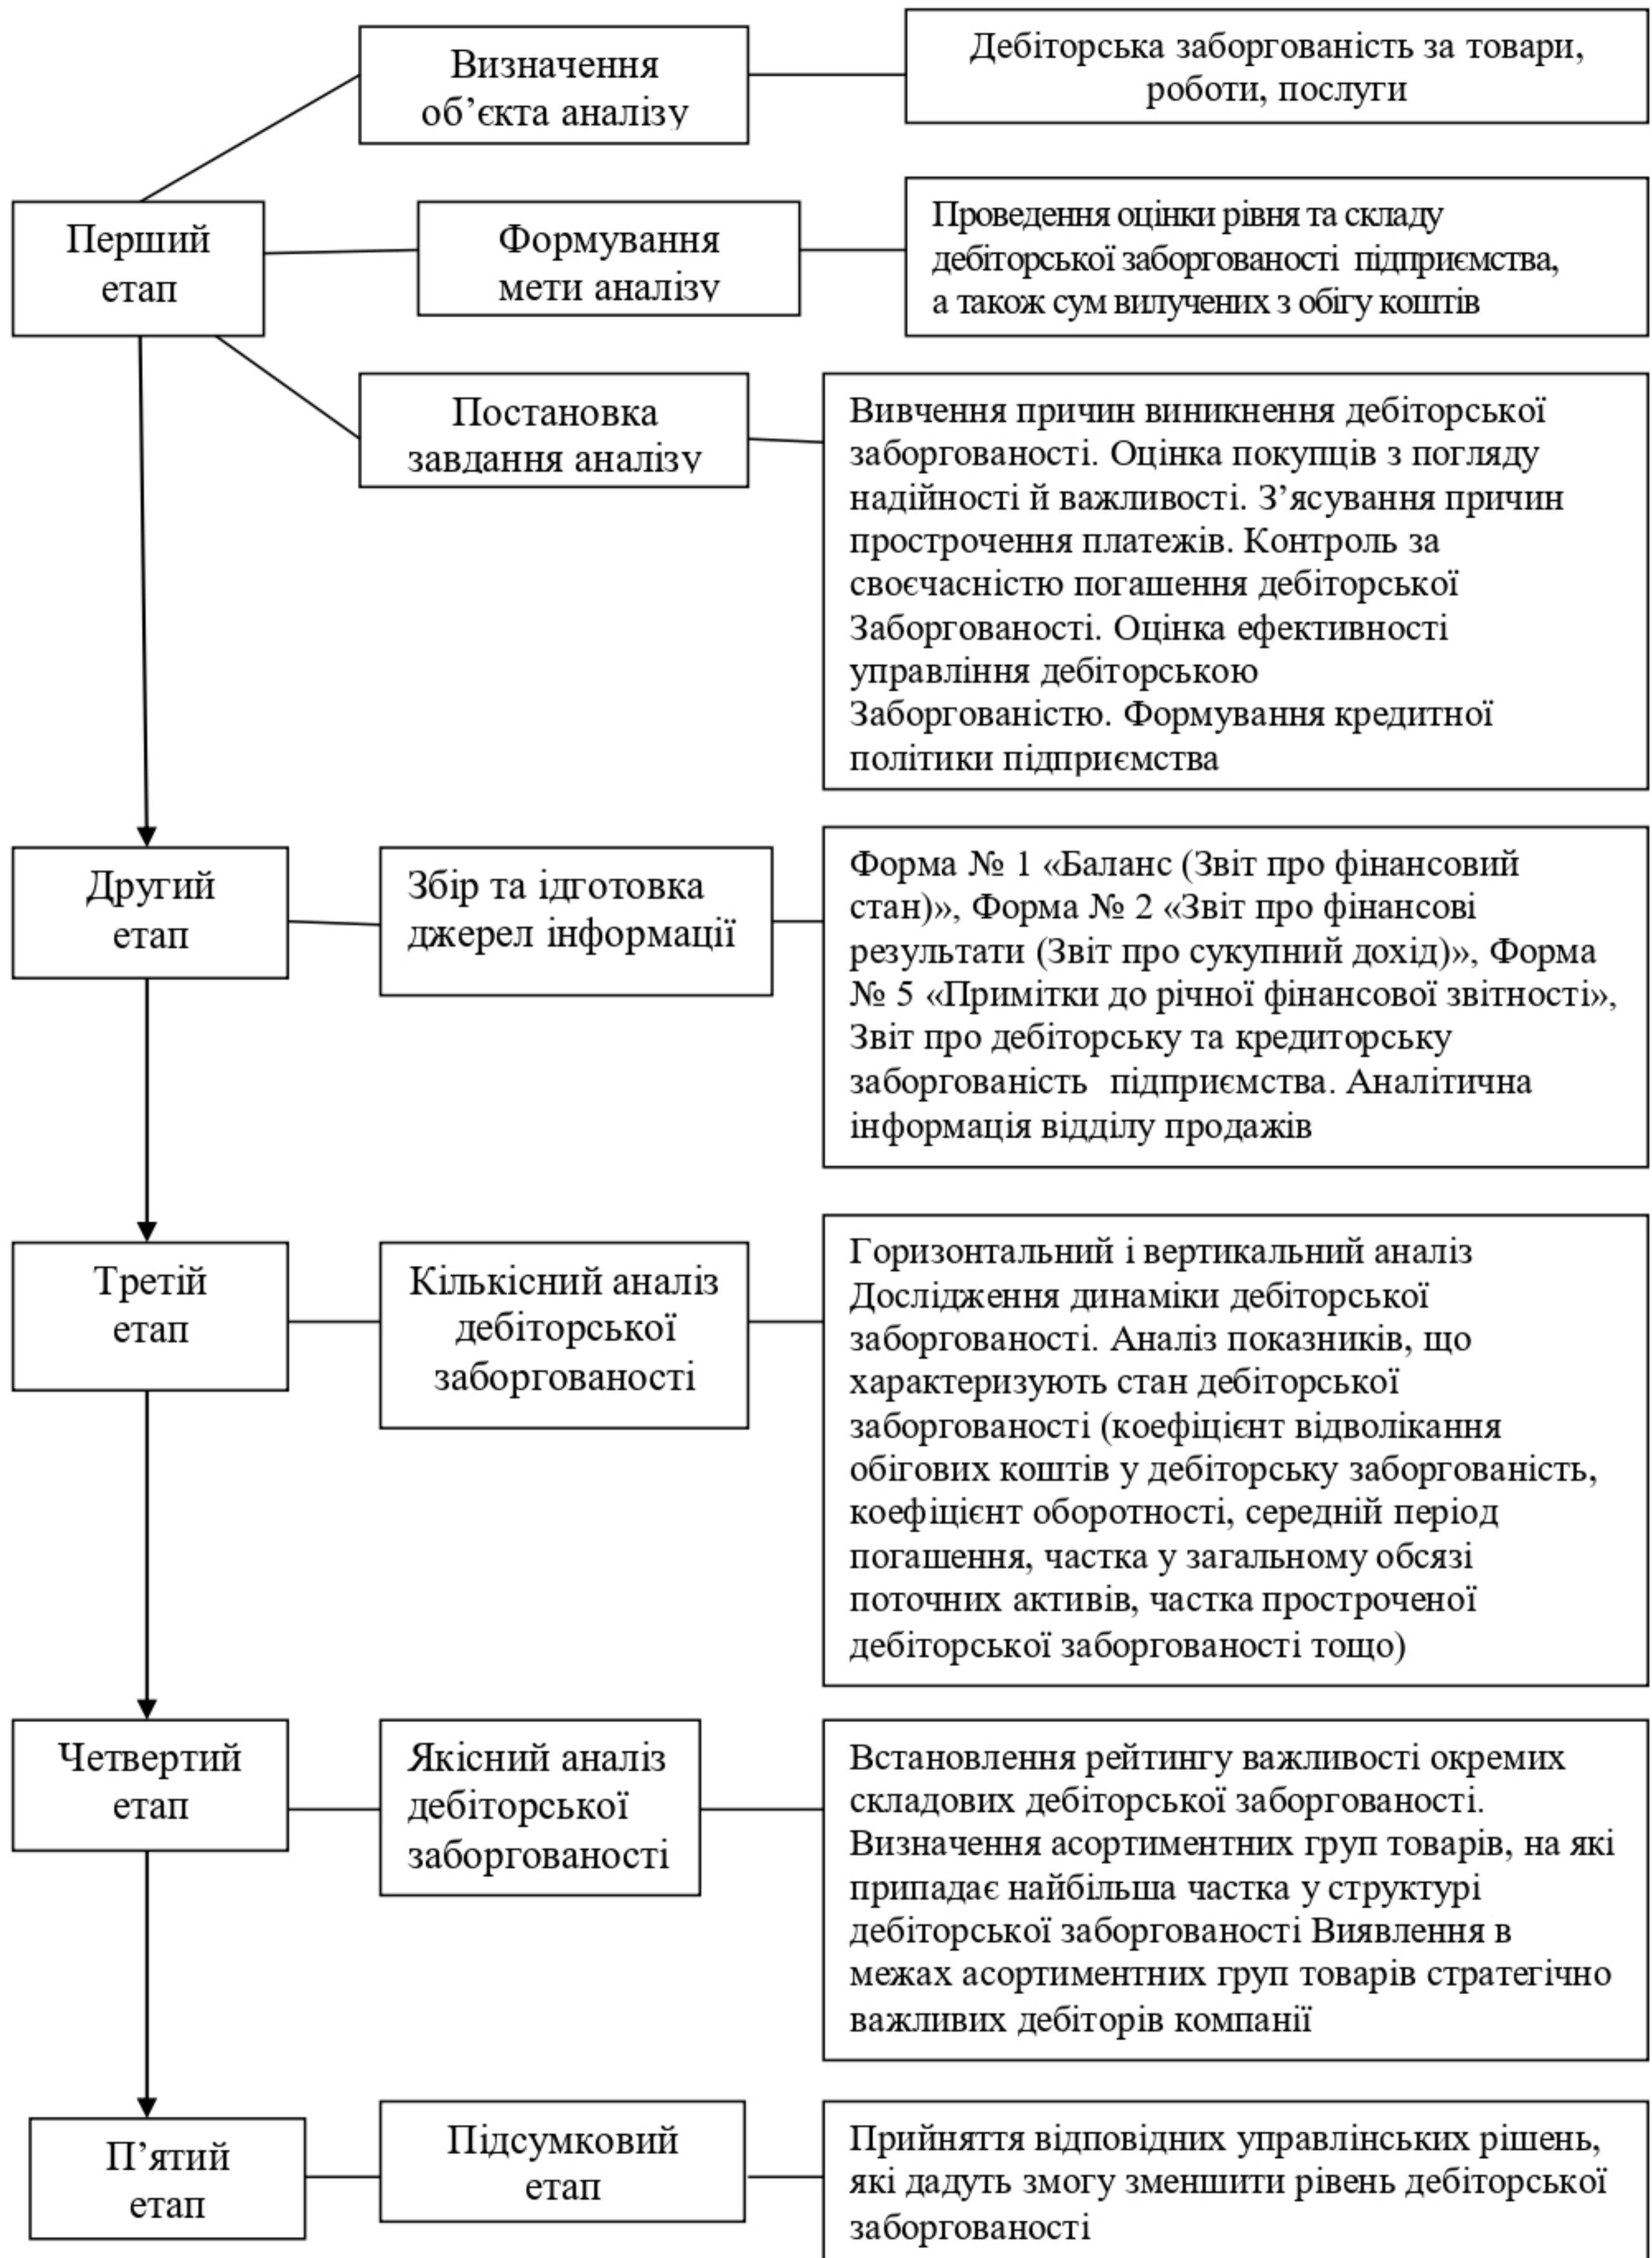 Визначення
об’єкта аналізу
Дебіторська заборгованість за товари,
роботи, послуги
Перший
етап
Формування
мети аналізу
Проведення оцінки рівня та складу
дебіторської заборгованості підприємства,
а також сум вилучених з обігу коштів
Постановка
завдання аналізу
Вивчення причин виникнення дебіторської
заборгованості. Оцінка покупців з погляду
надійності й важливості. З’ясування причин
прострочення платежів. Контроль за
своєчасністю погашення дебіторської
Заборгованості. Оцінка ефективності
управління дебіторською
Заборгованістю. Формування кредитної
політики підприємства
Другий
етап
Збір та ідготовка
джерел інформації
Форма № 1 «Баланс (Звіт про фінансовий
стан)», Форма № 2 «Звіт про фінансові
результати (Звіт про сукупний дохід)», Форма
№ 5 «Примітки до річної фінансової звітності»,
Звіт про дебіторську та кредиторську
заборгованість підприємства. Аналітична
інформація відділу продажів
Третій
етап
Кількісний аналіз
дебіторської
заборгованості
Горизонтальний і вертикальний аналіз
Дослідження динаміки дебіторської
заборгованості. Аналіз показників, що
характеризують стан дебіторської
заборгованості (коефіцієнт відволікання
обігових коштів у дебіторську заборгованість,
коефіцієнт оборотності, середній період
погашення, частка у загальному обсязі
поточних активів, частка простроченої
дебіторської заборгованості тощо)
Четвертий
етап
Якісний аналіз
дебіторської
заборгованості
Встановлення рейтингу важливості окремих
складових дебіторської заборгованості.
Визначення асортиментних груп товарів, на які
припадає найбільша частка у структурі
дебіторської заборгованості Виявлення в
межах асортиментних груп товарів стратегічно
важливих дебіторів компанії
П’ятий
етап
Підсумковий
етап
Прийняття відповідних управлінських рішень,
які дадуть змогу зменшити рівень дебіторської
заборгованості